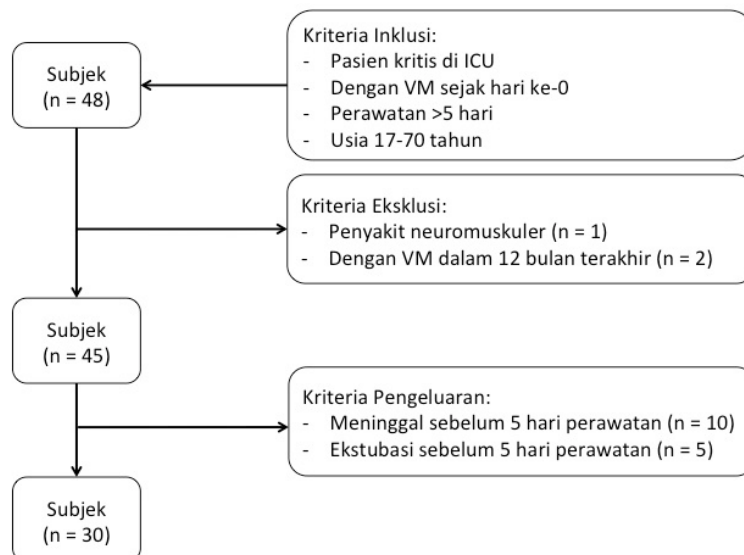 Subjek
(n = 48)
Kriteria Inklusi:
- Pasien kritis di ICU
- Dengan VM sejak hari ke-0
- Perawatan >5 hari
- Usia 17-70 tahun
Kriteria Eksklusi:
- Penyakit neuromuskuler (n = 1)
- Dengan VM dalam 12 bulan terakhir (n = 2)
Subjek
(n = 45)
Kriteria Pengeluaran:
- Meninggal sebelum 5 hari perawatan (n = 10)
- Ekstubasi sebelum 5 hari perawatan (n = 5)
Subjek
(n = 30)